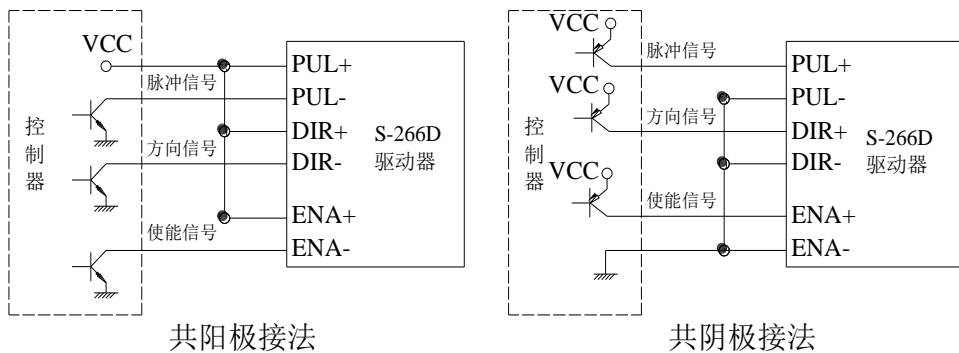 VCC
脉冲信号
方向信号
使能信号
控制器
PUL+
PUL-
DIR+
DIR-
ENA+
ENA-
S-266D
驱动器
共阳极接法
VCC
VCC
VCC
脉冲信号
方向信号
使能信号
控制器
PUL+
PUL-
DIR+
DIR-
ENA+
ENA-
S-266D
驱动器
共阴极接法